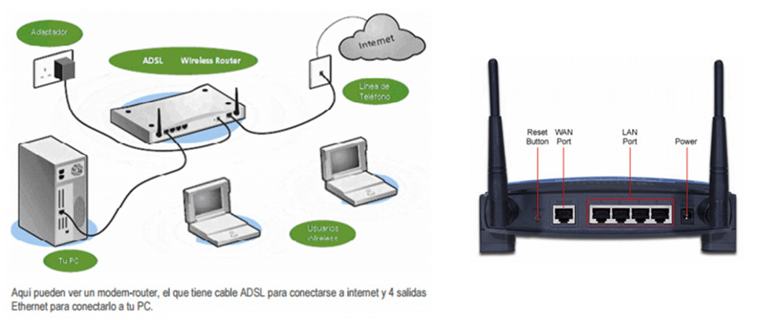 Adaptador
ADSL Wireless Router
Internet
Línea de
Teléfono
Tu PC
Usuarios
Wireless
Aquí pueden ver un modem-router, el que tiene cable ADSL para conectarse a internet y 4 salidas
Ethernet para conectarlo a tu PC.
Reset
Button
WAN
Port
LAN
Port
Power